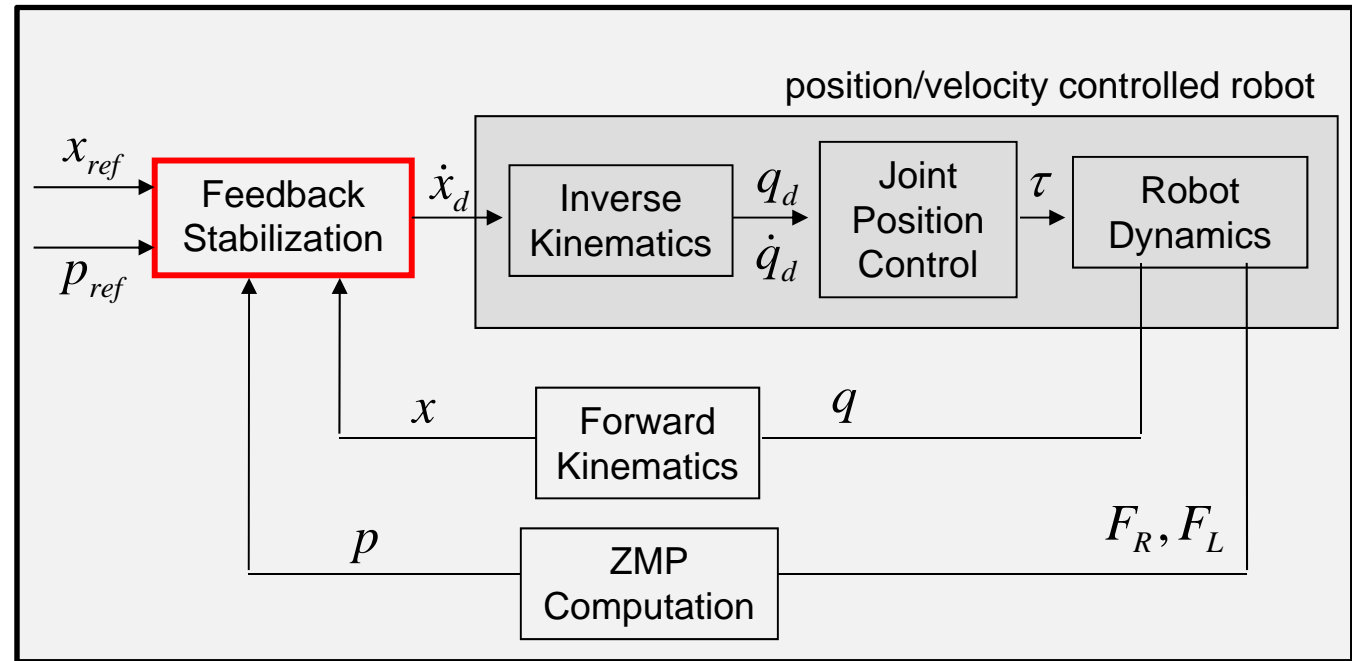 position/velocity controlled robot
x_ref
p_ref
Feedback
Stabilization
ẋ_d
Inverse
Kinematics
q_d
q̇_d
Joint
Position
Control
τ
Robot
Dynamics
x
Forward
Kinematics
q
p
ZMP
Computation
F_R, F_L